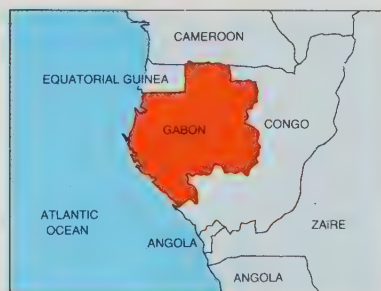 CAMEROON
EQUATORIAL GUINEA
GABON
CONGO
ATLANTIC
OCEAN
ZAIRE
ANGOLA
ANGOLA